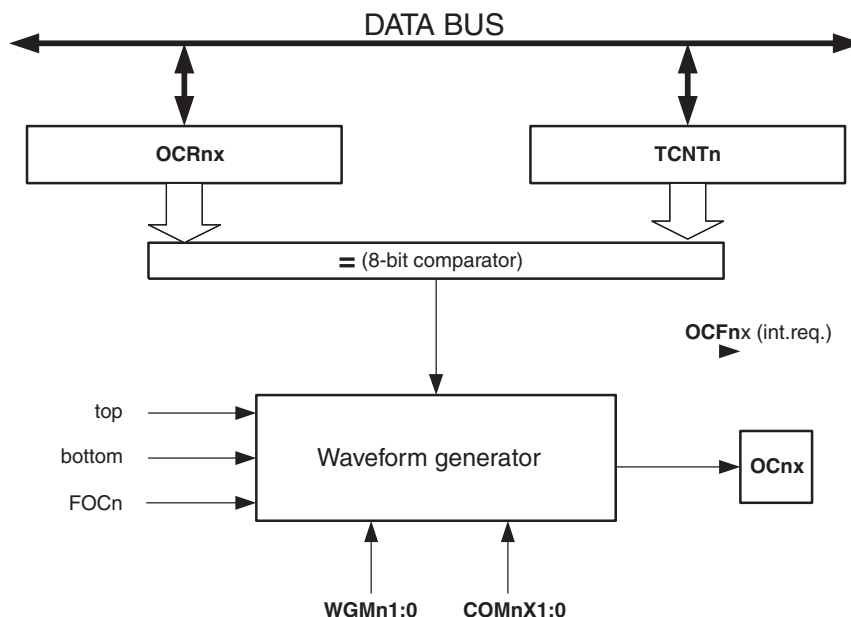 DATA BUS
OCRnx
TCNTn
= (8-bit comparator)
OCFnx (int.req.)
top
bottom
FOCn
Waveform generator
OCnx
WGMn1:0
COMnX1:0